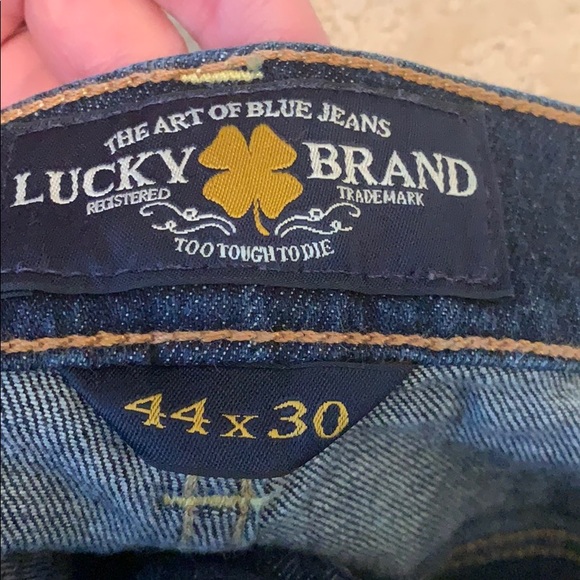 THE ART OF BLUE JEANS
LUCKY BRAND
REGISTERED TRADEMARK
TOO TOUGH TO DIE
44 x 30